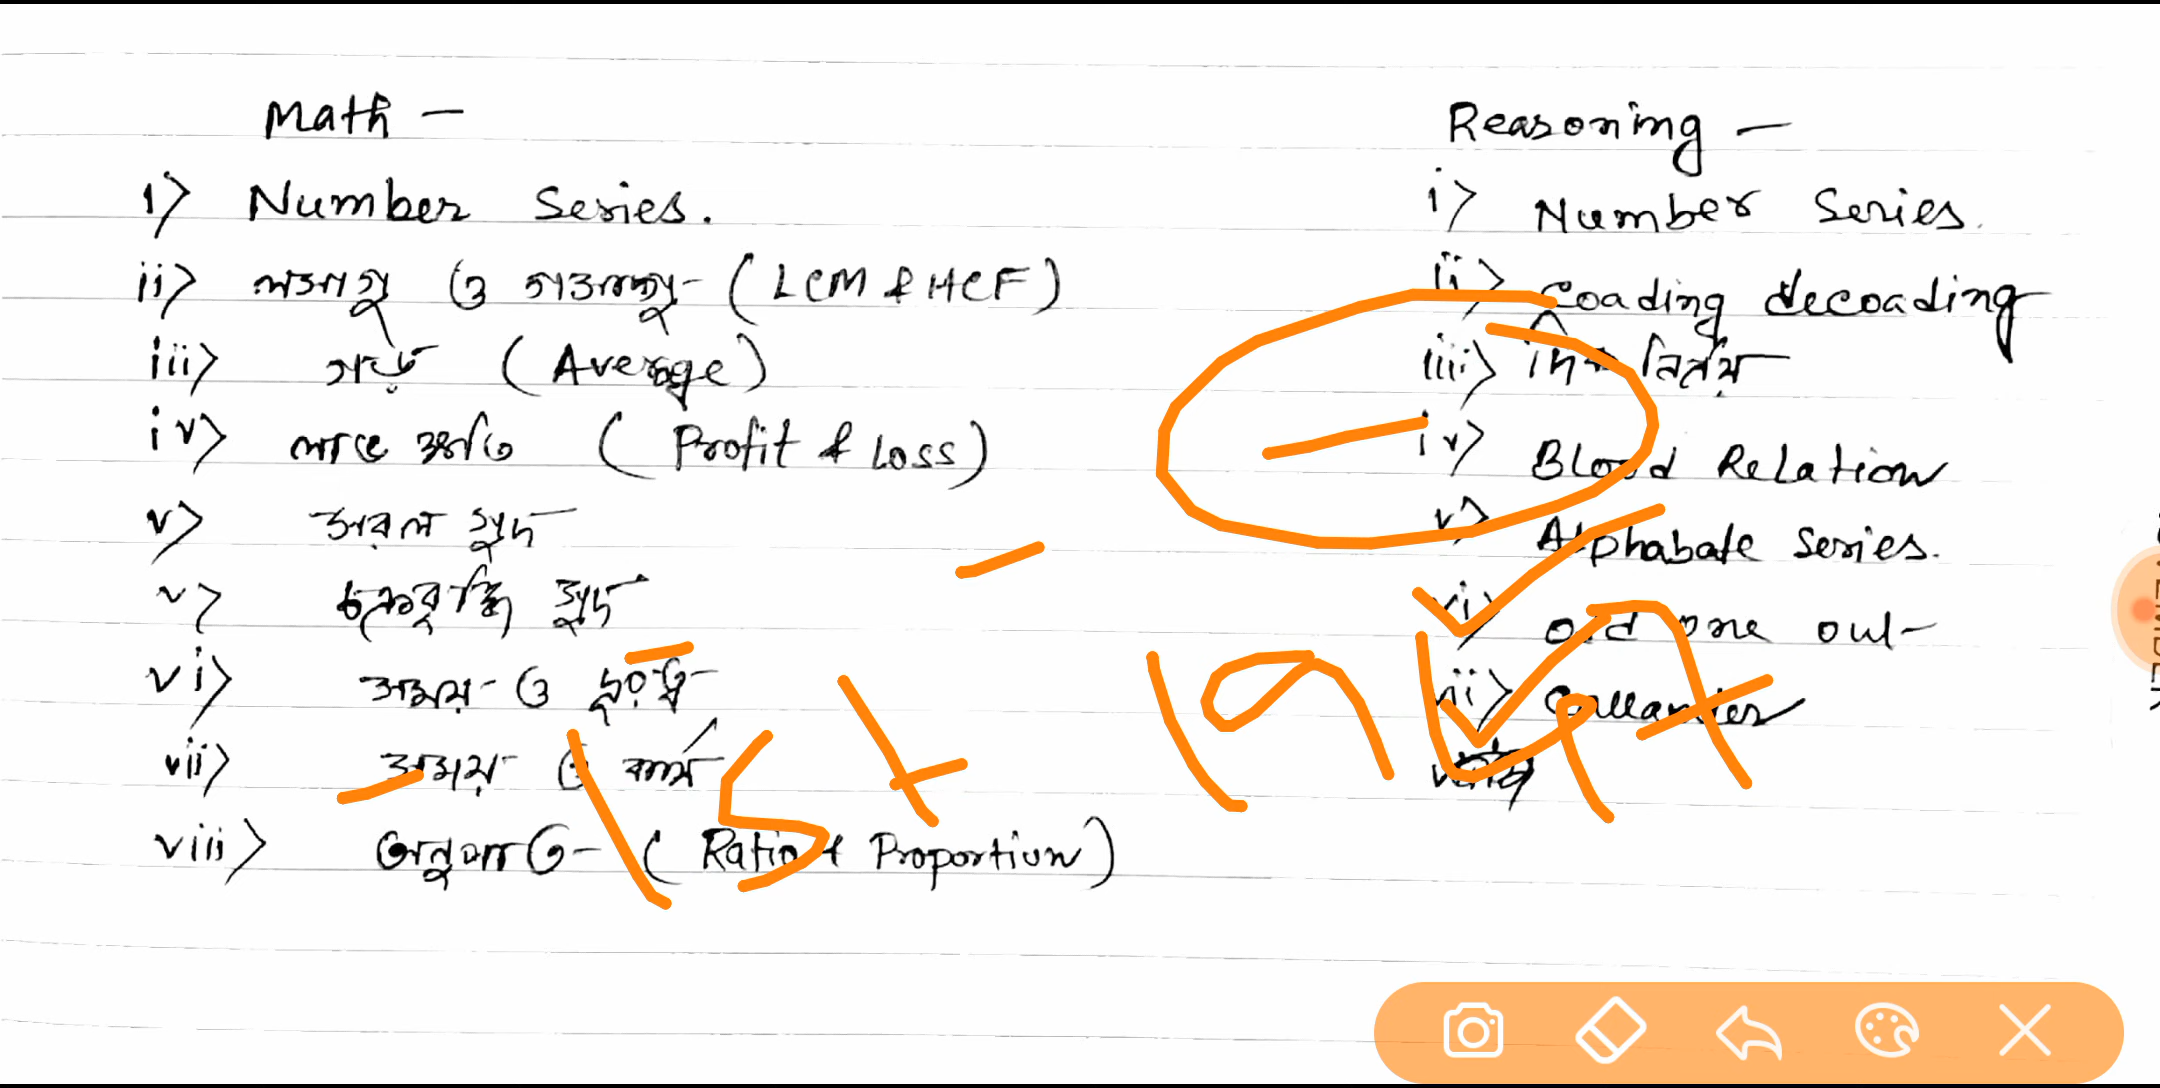 Math —
i> Number Series.
ii> লসাগু ও গসাগু - (LCM & HCF)
iii> গড় (Average)
iv> লাভ ক্ষতি (Profit & Loss)
v> সরল সুদ
v> চক্রবৃদ্ধি সুদ
vi> সময় ও দূরত্ব
vii> সময় ও কার্য
viii> অনুপাত - (Ratio & Proportion)
Reasoning —
i> Number Series.
ii> Coading decoading
iii> দিক নির্ণয়
iv> Blood Relation
v> Alphabate Series.
vi> odd one out
vii> Callander